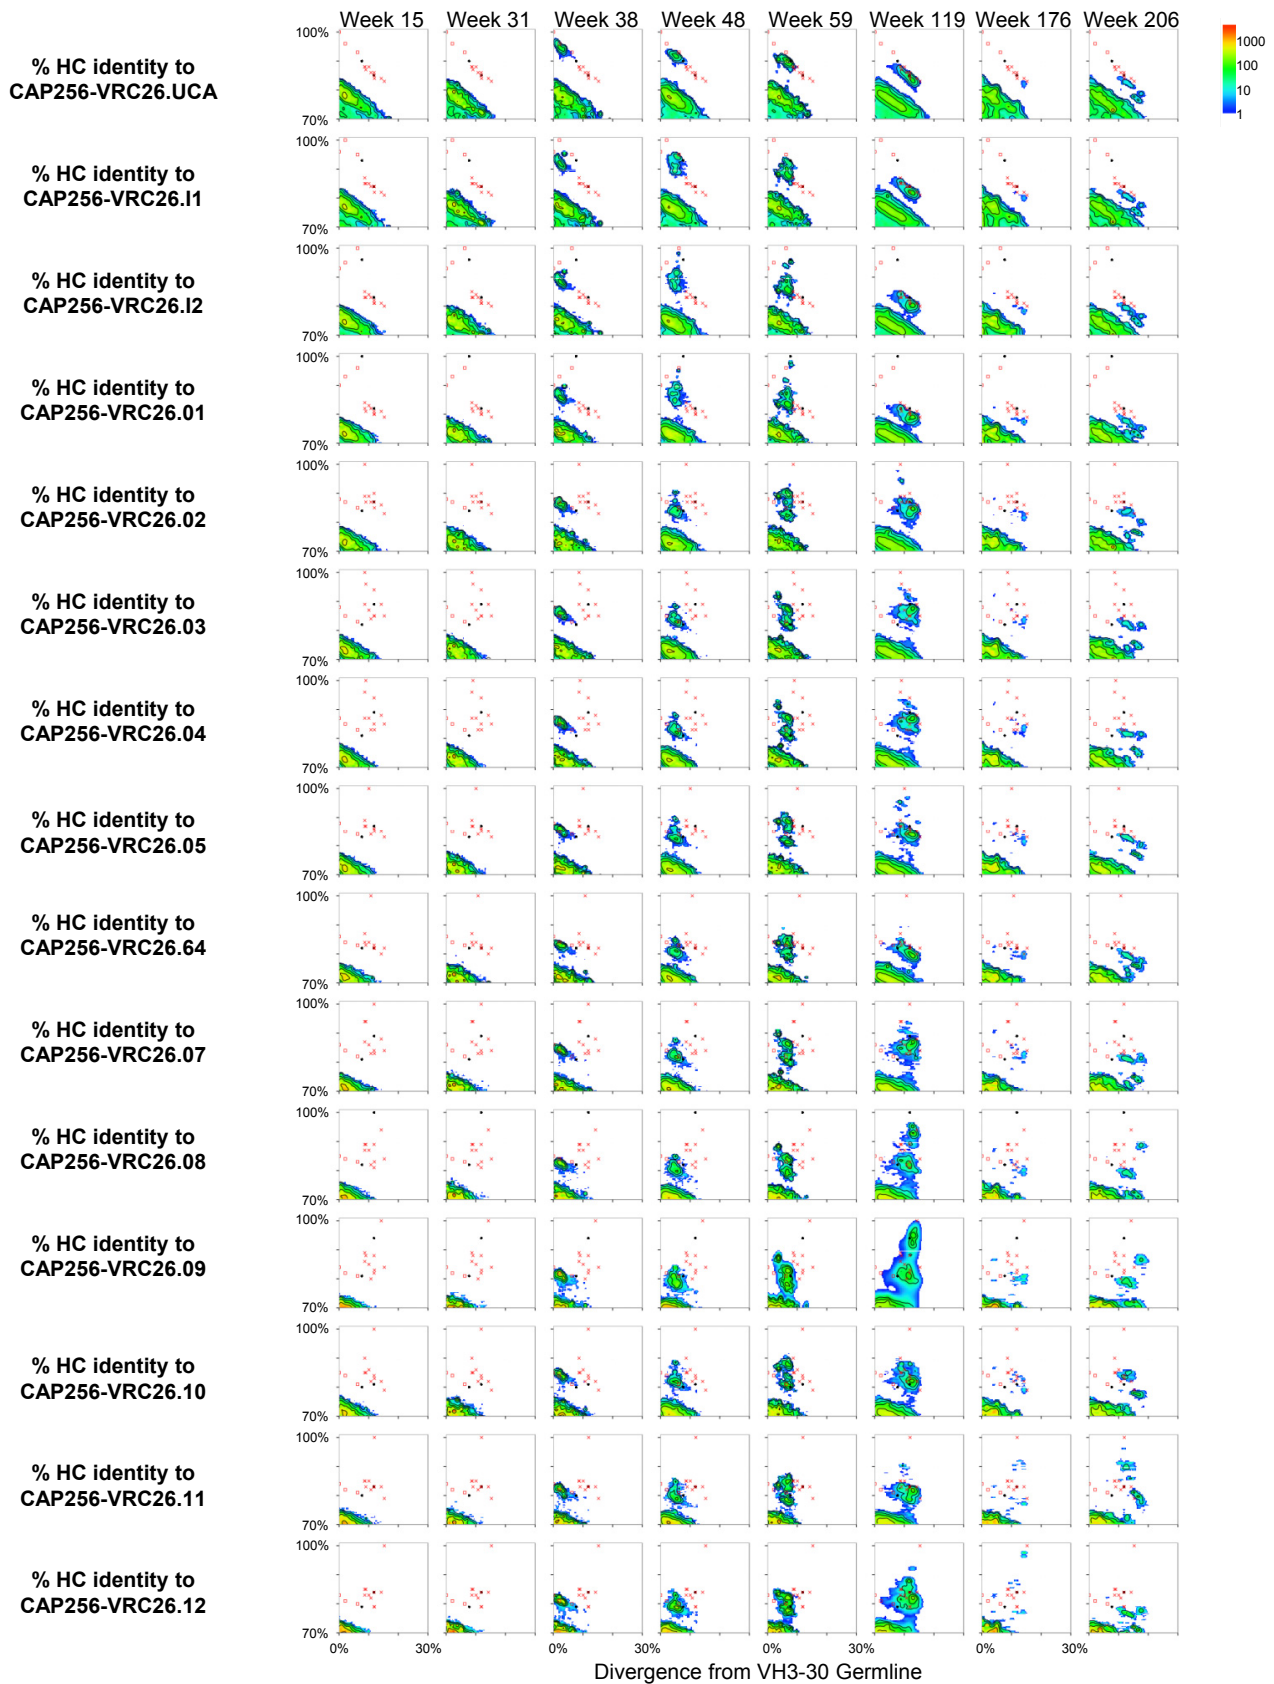 Week 15 Week 31 Week 38 Week 48 Week 59 Week 119 Week 176 Week 206
1000
100
10
1
100%
% HC identity to
CAP256-VRC26.UCA
70%
100%
% HC identity to
CAP256-VRC26.I1
70%
100%
% HC identity to
CAP256-VRC26.I2
70%
100%
% HC identity to
CAP256-VRC26.01
70%
100%
% HC identity to
CAP256-VRC26.02
70%
100%
% HC identity to
CAP256-VRC26.03
70%
100%
% HC identity to
CAP256-VRC26.04
70%
100%
% HC identity to
CAP256-VRC26.05
70%
100%
% HC identity to
CAP256-VRC26.64
70%
100%
% HC identity to
CAP256-VRC26.07
70%
100%
% HC identity to
CAP256-VRC26.08
70%
100%
% HC identity to
CAP256-VRC26.09
70%
100%
% HC identity to
CAP256-VRC26.10
70%
100%
% HC identity to
CAP256-VRC26.11
70%
100%
% HC identity to
CAP256-VRC26.12
70%
0% 30% 0% 30% 0% 30% 0% 30%
Divergence from VH3-30 Germline